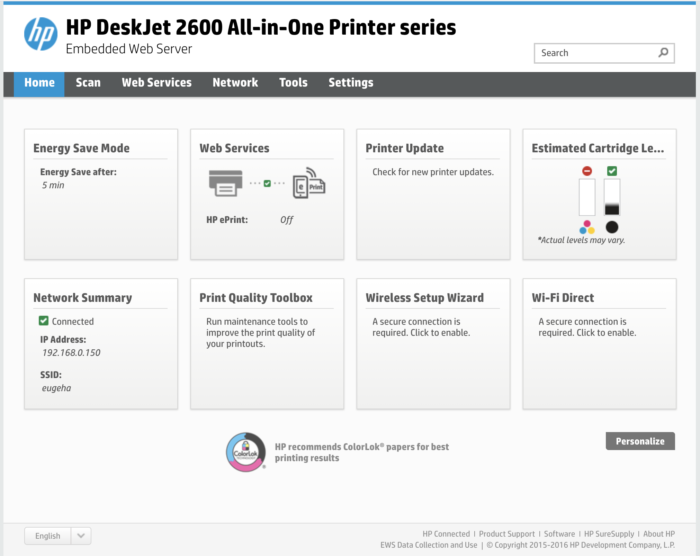 hp
HP DeskJet 2600 All-in-One Printer series
Embedded Web Server
Search
Home Scan Web Services Network Tools Settings
Energy Save Mode
Energy Save after:
5 min
Web Services
e Print
HP ePrint: Off
Printer Update
Check for new printer updates.
Estimated Cartridge Le...
*Actual levels may vary.
Network Summary
Connected
IP Address:
192.168.0.150
SSID:
eugeha
Print Quality Toolbox
Run maintenance tools to
improve the print quality of
your printouts.
Wireless Setup Wizard
A secure connection is
required. Click to enable.
Wi-Fi Direct
A secure connection is
required. Click to enable.
ColorLok
HP recommends ColorLok® papers for best
printing results
Personalize
English
HP Connected | Product Support | Software | HP SureSupply | About HP
EWS Data Collection and Use | © Copyright 2015-2016 HP Development Company, L.P.